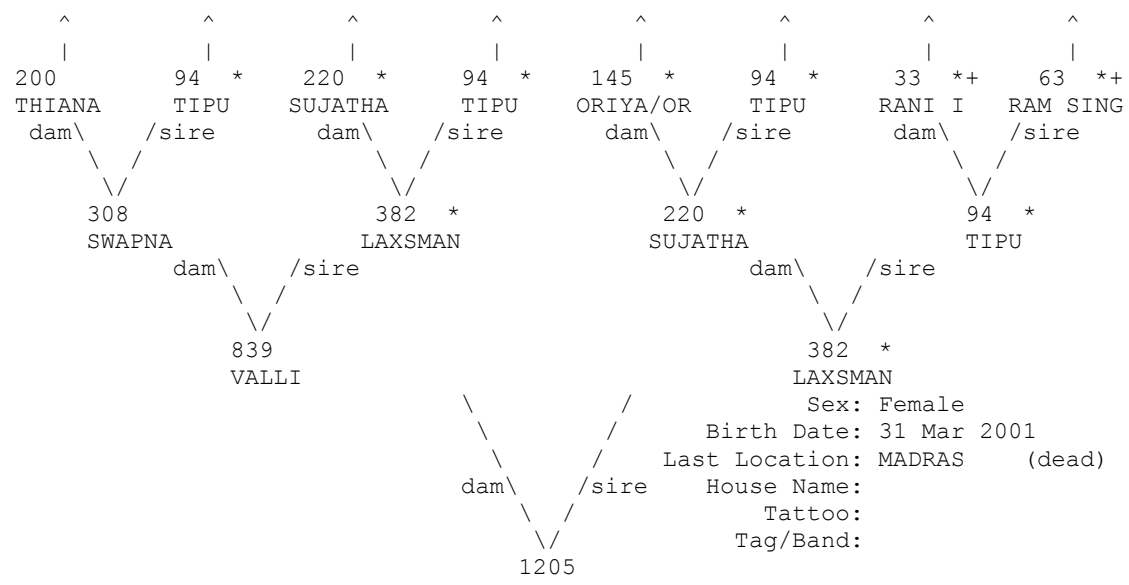 ^ ^ ^ ^ ^ ^ ^ ^
| | | | | | | |
200 94 * 220 * 94 * 145 * 94 * 33 *+ 63 *+
THIANA TIPU SUJATHA TIPU ORIYA/OR TIPU RANI I RAM SING
dam\ /sire dam\ /sire dam\ /sire dam\ /sire
\ / \ / \ / \ /
\/ \/ \/ \/
308 382 * 220 * 94 *
SWAPNA LAXSMAN SUJATHA TIPU
dam\ /sire dam\ /sire
\ / \ /
\/ \/
839 382 *
VALLI LAXSMAN
\ / Sex: Female
\ / Birth Date: 31 Mar 2001
\ / Last Location: MADRAS (dead)
dam\ /sire House Name:
\ / Tattoo:
\/ Tag/Band:
1205